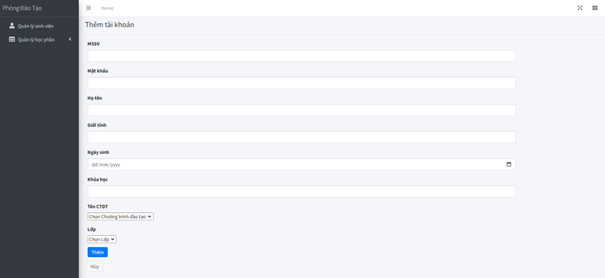 Phòng Đào Tạo
Home
Quản lý sinh viên
Quản lý học phần
Thêm tài khoản
MSSV
Mật khẩu
Họ tên
Giới tính
Ngày sinh
dd/mm/yyyy
Khóa học
Tên CTDT
Chọn Chương trình đào tạo
Lớp
Chọn Lớp
Thêm
Hủy